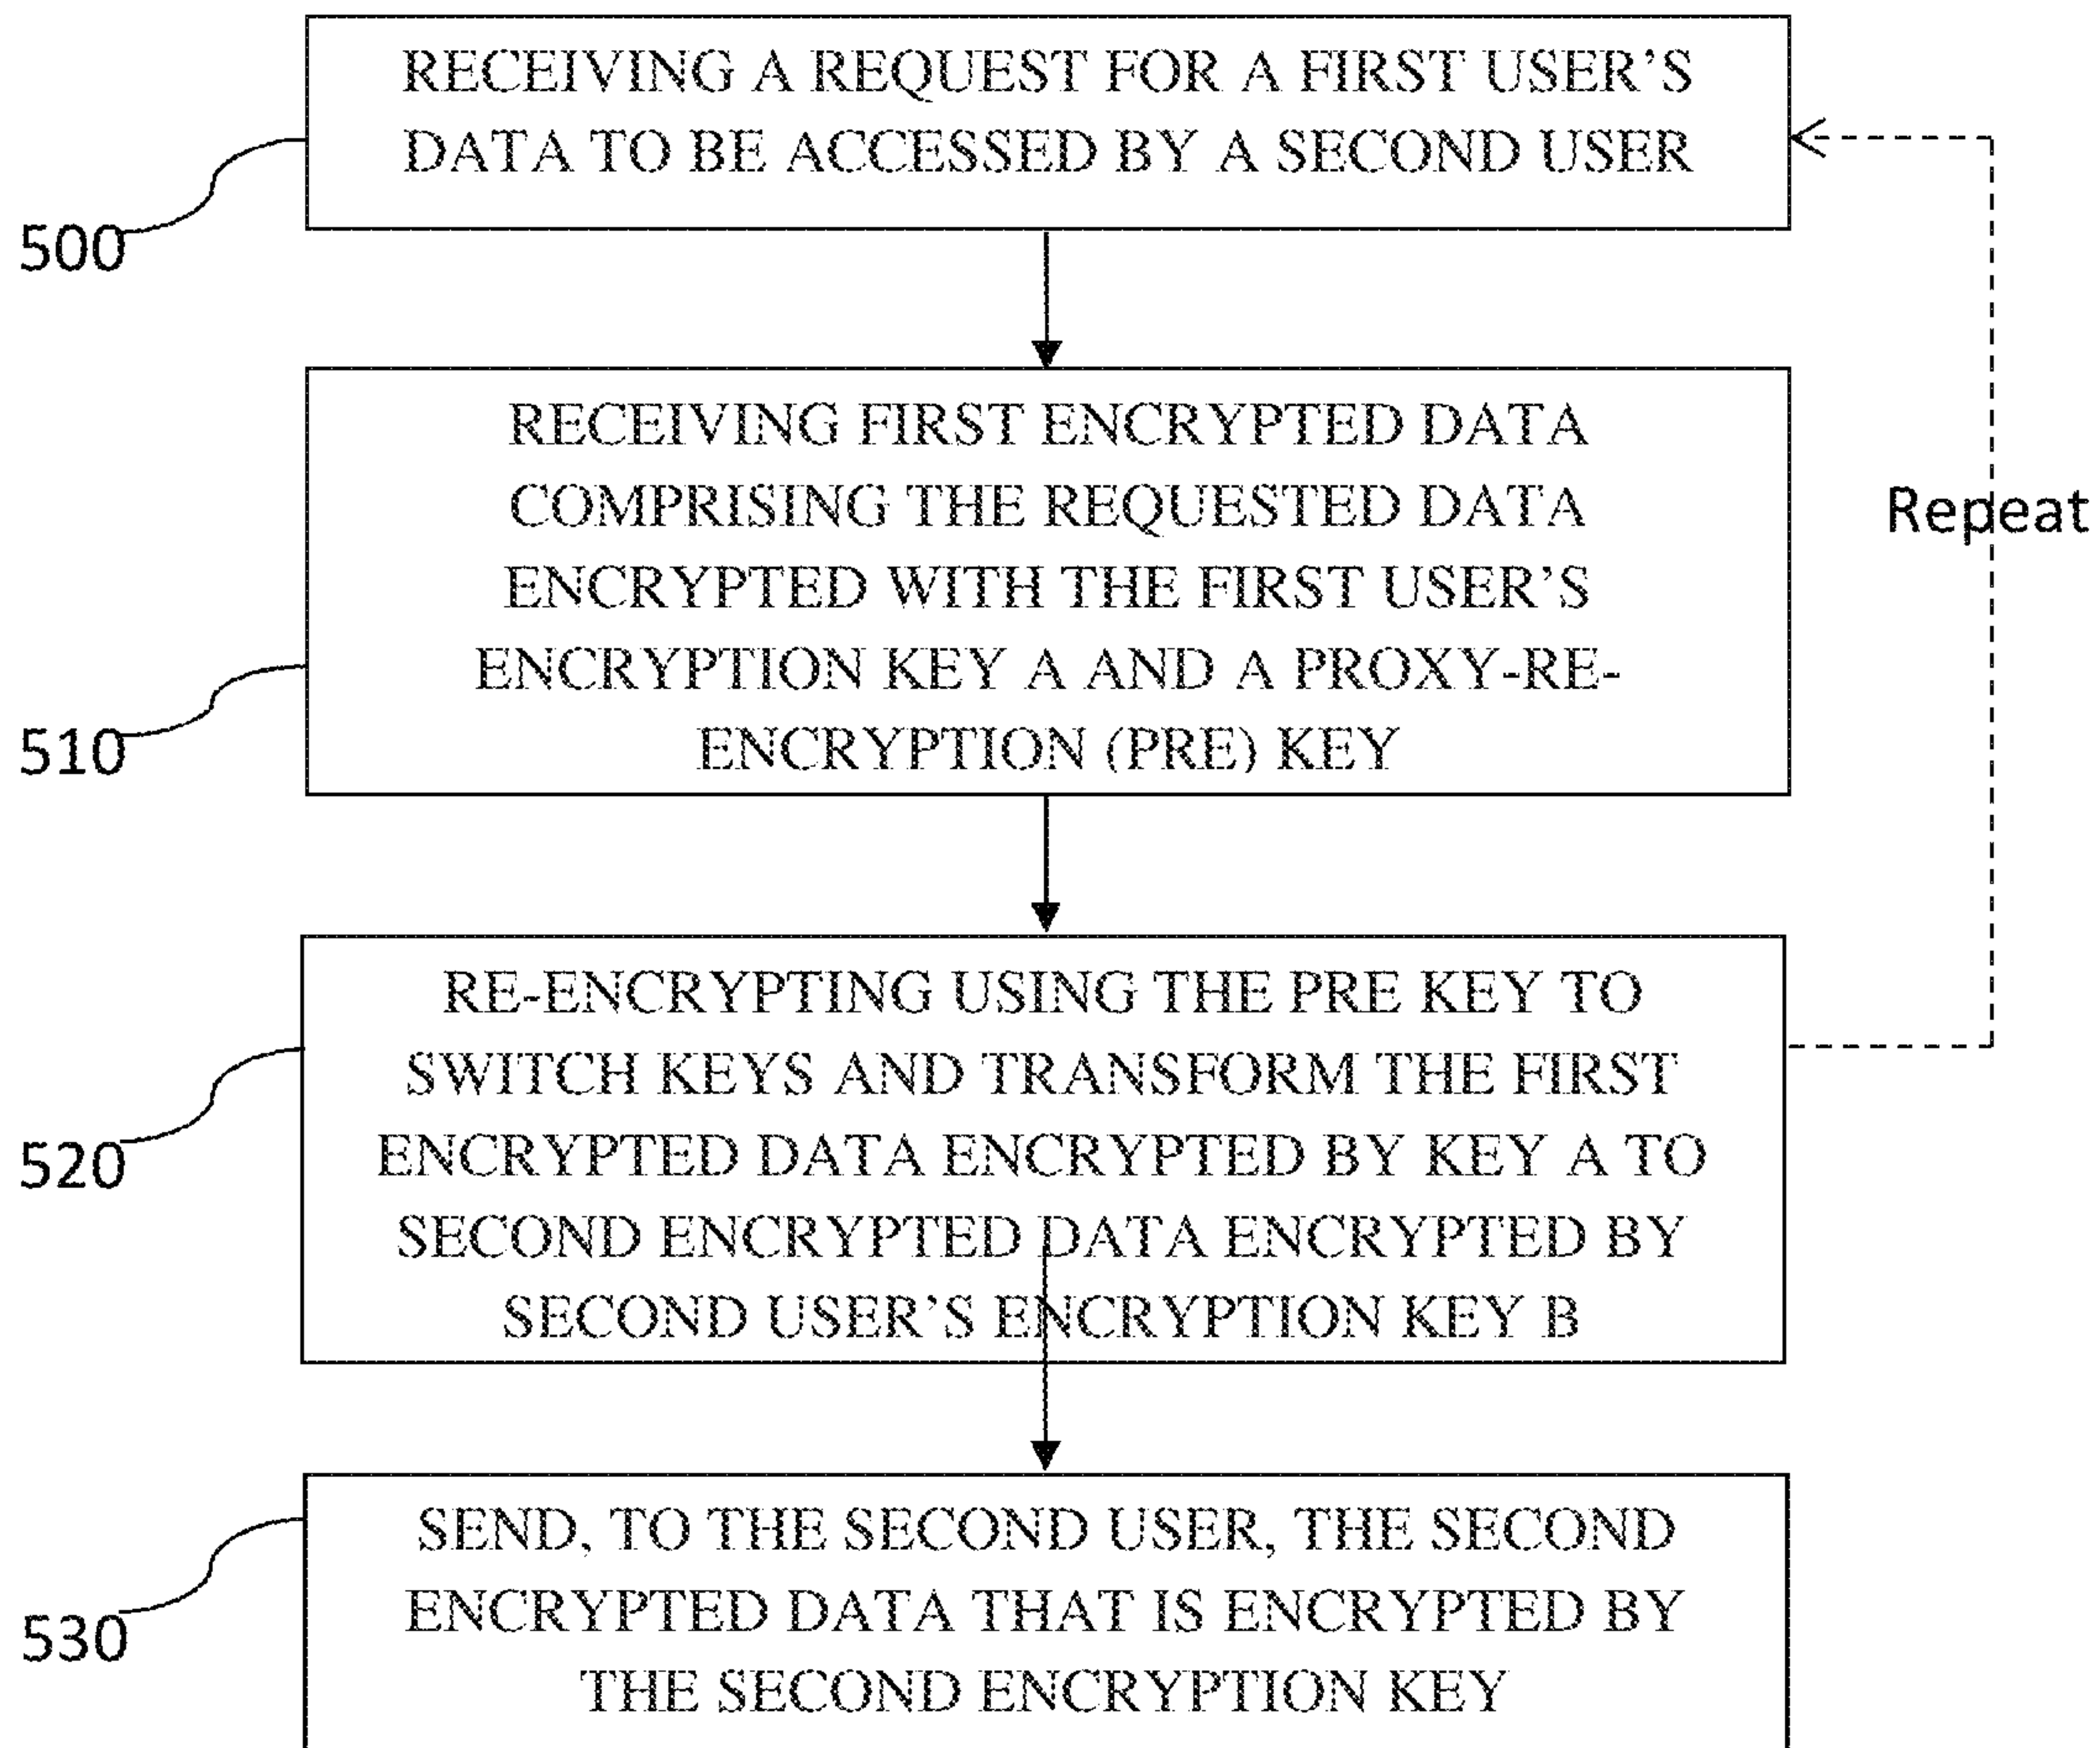 RECEIVING A REQUEST FOR A FIRST USER'S
DATA TO BE ACCESSED BY A SECOND USER
500
RECEIVING FIRST ENCRYPTED DATA
COMPRISING THE REQUESTED DATA
ENCRYPTED WITH THE FIRST USER'S
ENCRYPTION KEY A AND A PROXY-RE-
ENCRYPTION (PRE) KEY
510
Repeat
RE-ENCRYPTING USING THE PRE KEY TO
SWITCH KEYS AND TRANSFORM THE FIRST
ENCRYPTED DATA ENCRYPTED BY KEY A TO
SECOND ENCRYPTED DATA ENCRYPTED BY
SECOND USER'S ENCRYPTION KEY B
520
SEND, TO THE SECOND USER, THE SECOND
ENCRYPTED DATA THAT IS ENCRYPTED BY
THE SECOND ENCRYPTION KEY
530